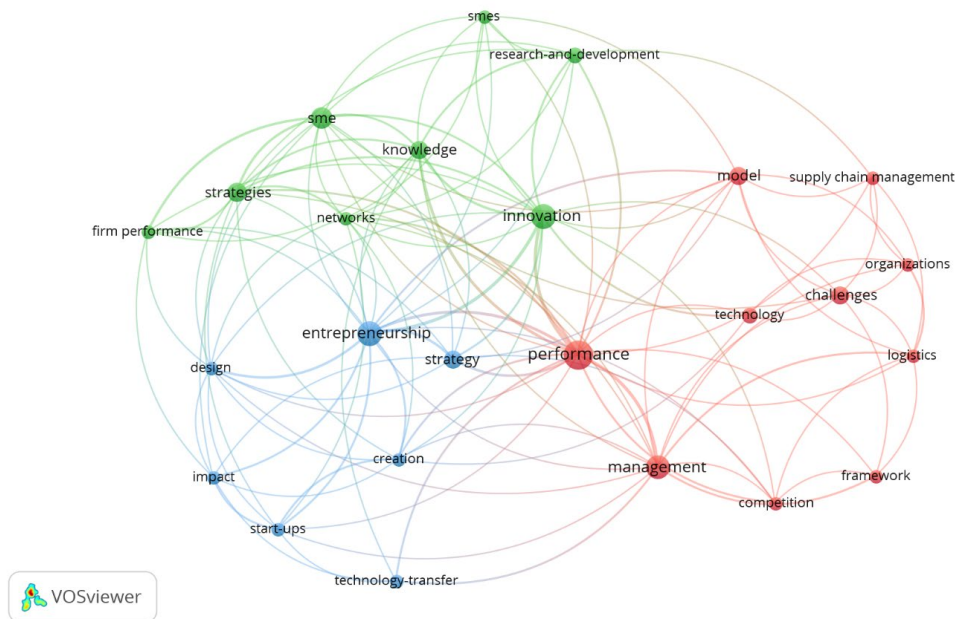 smes
research-and-development
sme
knowledge
model
supply chain management
strategies
networks
innovation
firm performance
organizations
challenges
technology
entrepreneurship
strategy
performance
logistics
design
creation
management
impact
framework
competition
start-ups
technology-transfer
VOSviewer